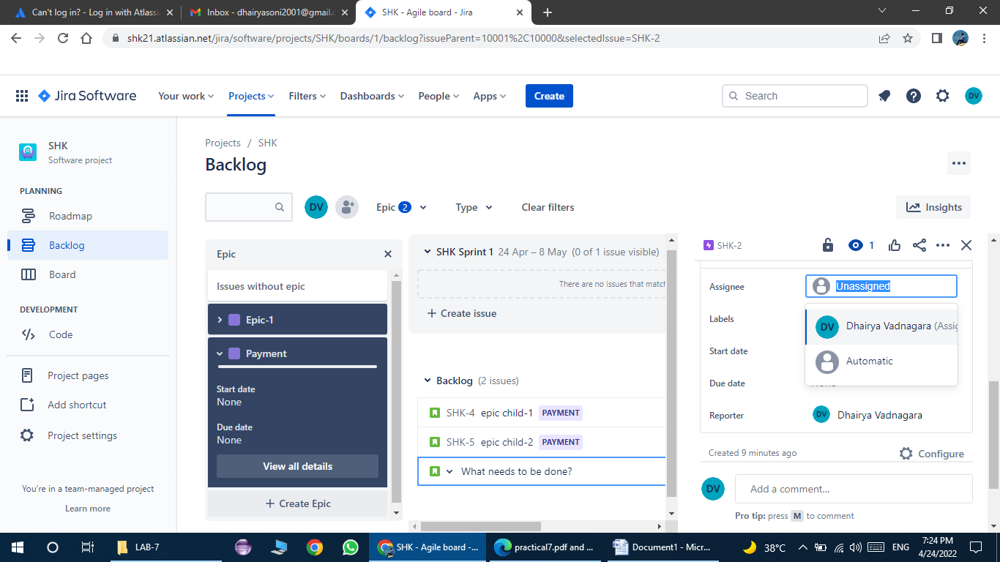 Can't log in? - Log in with Atlassi
Inbox - dhairyasoni2001@gmail.c
SHK - Agile board - Jira
shk21.atlassian.net/jira/software/projects/SHK/boards/1/backlog?issueParent=10001%2C10000&selectedIssue=SHK-2
Jira Software
Your work
Projects
Filters
Dashboards
People
Apps
Create
Search
DV
SHK
Software project
PLANNING
Roadmap
Backlog
Board
DEVELOPMENT
Code
Project pages
Add shortcut
Project settings
You're in a team-managed project
Learn more
Projects / SHK
Backlog
DV
Epic 2
Type
Clear filters
Insights
Epic
Issues without epic
Epic-1
Payment
Start date
None
Due date
None
View all details
Create Epic
SHK Sprint 1 24 Apr – 8 May (0 of 1 issue visible)
There are no issues that match
Create issue
Backlog (2 issues)
SHK-4 epic child-1 PAYMENT
SHK-5 epic child-2 PAYMENT
What needs to be done?
SHK-2
1
Assignee
Unassigned
Labels
DV Dhairya Vadnagara (Assig
Automatic
Start date
Due date
Reporter
DV Dhairya Vadnagara
Created 9 minutes ago
Configure
DV
Add a comment…
Pro tip: press M to comment
LAB-7
SHK - Agile board -...
practical7.pdf and ...
Document1 - Micr...
38°C
ENG
7:24 PM
4/24/2022